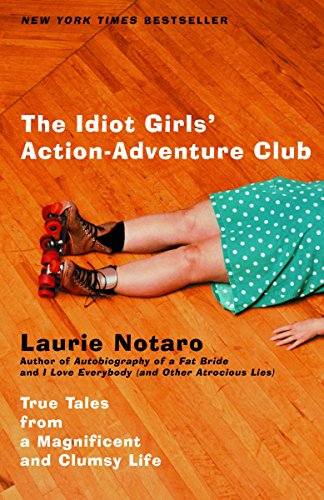 NEW YORK TIMES BESTSELLER
The Idiot Girls'
Action-Adventure Club
Laurie Notaro
Author of Autobiography of a Fat Bride
and I Love Everybody (and Other Atrocious Lies)
True Tales
from
a Magnificent
and Clumsy Life